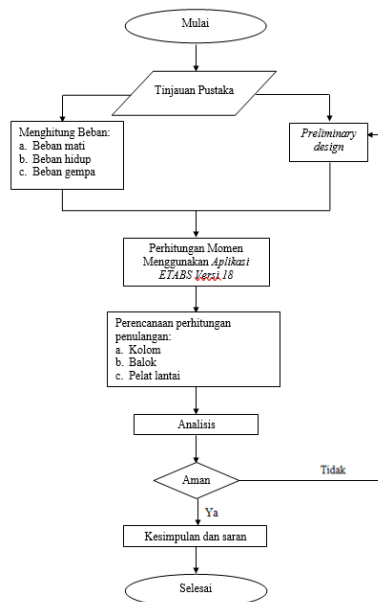 Mulai
Tinjauan Pustaka
Menghitung Beban:
a. Beban mati
b. Beban hidup
c. Beban gempa
Preliminary
design
Perhitungan Momen
Menggunakan Aplikasi
ETABS Versi 18
Perencanaan perhitungan
penulangan:
a. Kolom
b. Balok
c. Pelat lantai
Analisis
Aman
Tidak
Ya
Kesimpulan dan saran
Selesai